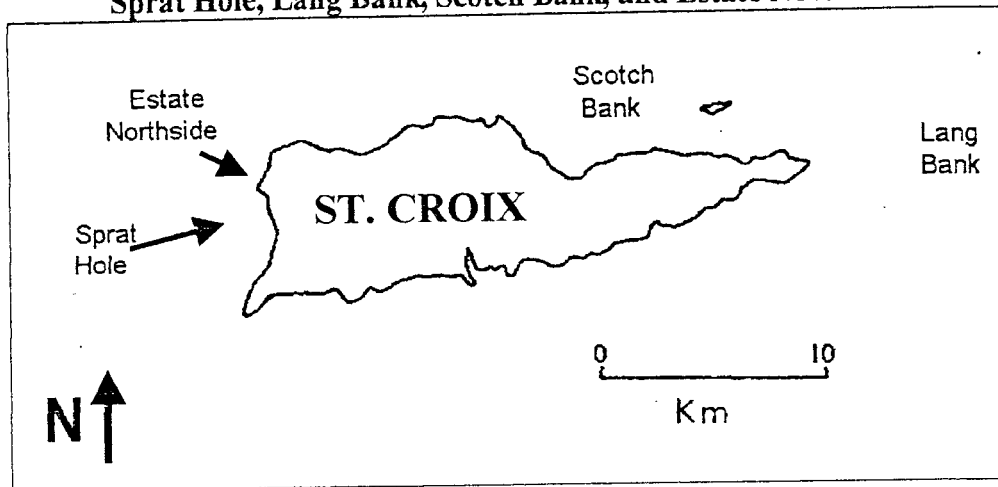 Sprat Hole, Lang Bank, Scotch Bank, and Estate
Scotch
Bank
Estate
Northside
Lang
Bank
ST. CROIX
Sprat
Hole
0 10
Km
N